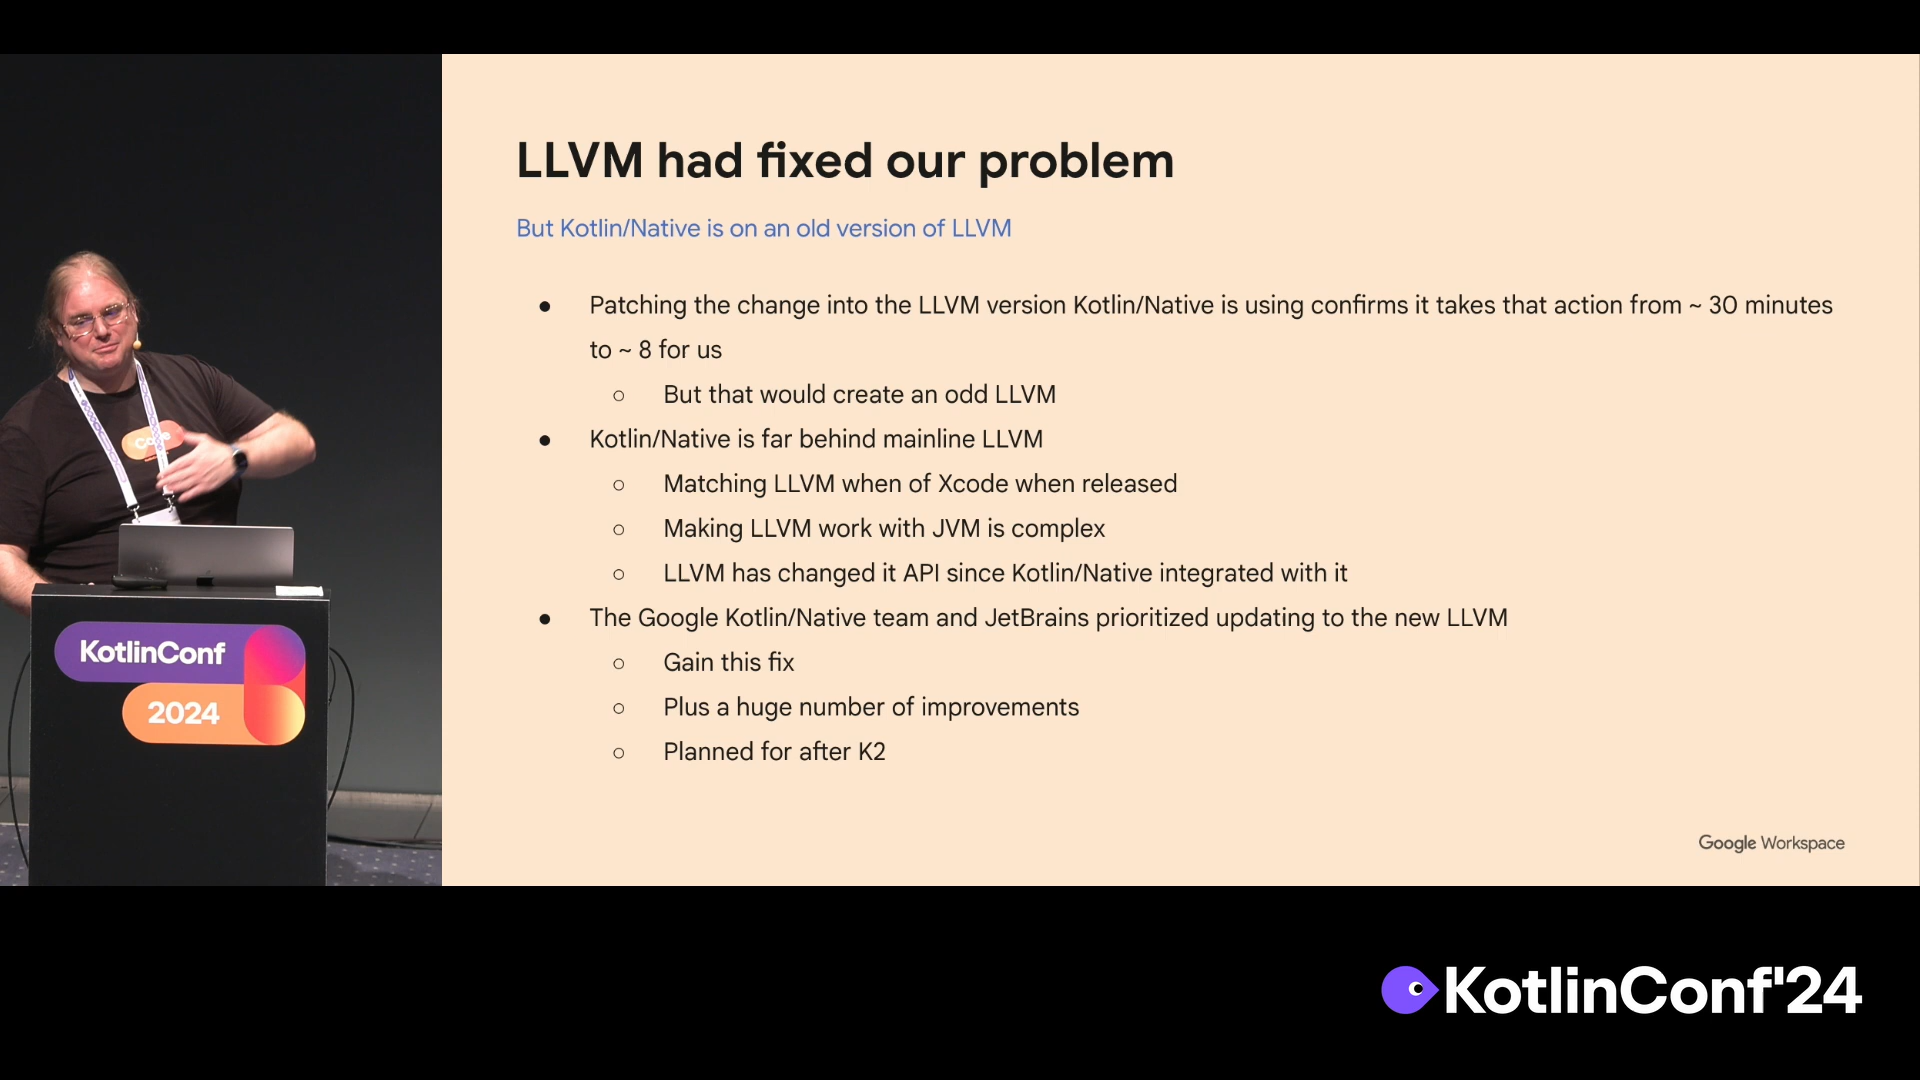 LLVM had fixed our problem
But Kotlin/Native is on an old version of LLVM
● Patching the change into the LLVM version Kotlin/Native is using confirms it takes that action from ~ 30 minutes
to ~ 8 for us
○ But that would create an odd LLVM
● Kotlin/Native is far behind mainline LLVM
○ Matching LLVM when of Xcode when released
○ Making LLVM work with JVM is complex
○ LLVM has changed it API since Kotlin/Native integrated with it
● The Google Kotlin/Native team and JetBrains prioritized updating to the new LLVM
○ Gain this fix
○ Plus a huge number of improvements
○ Planned for after K2
Google Workspace
KotlinConf
2024
KotlinConf'24